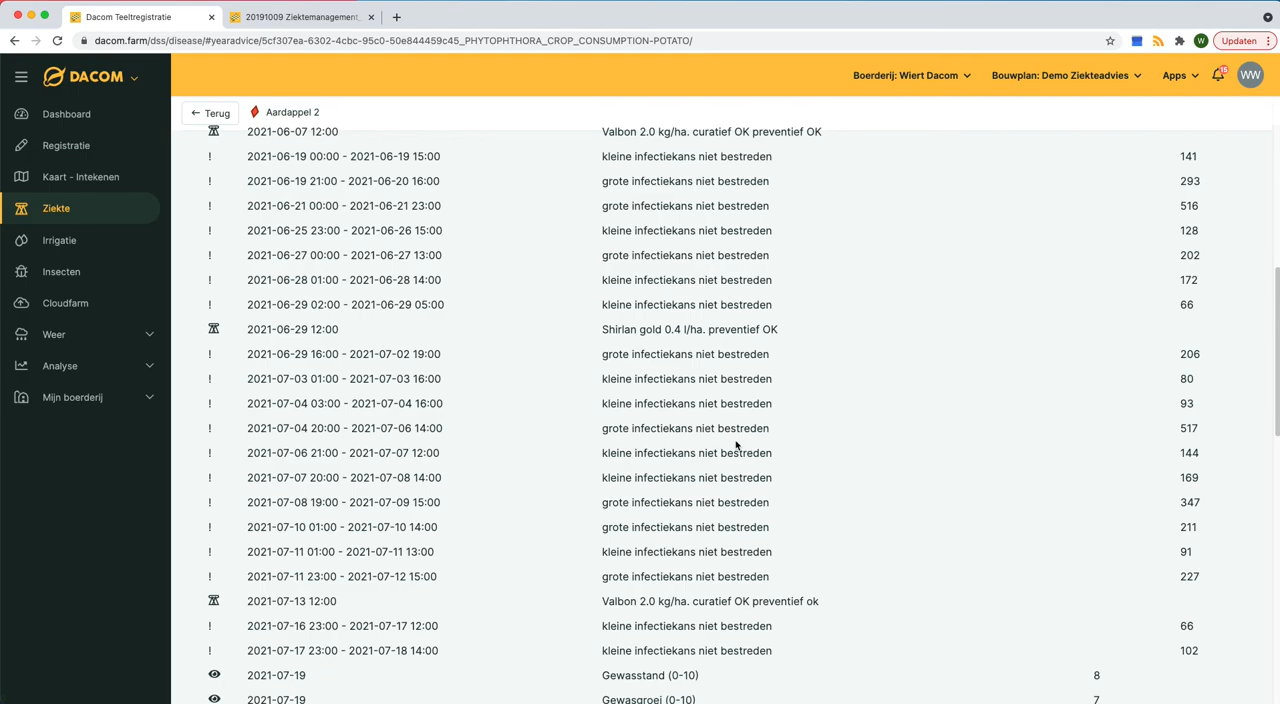 Dacom Teeltregistratie
20191009 Ziektemanagement_
dacom.farm/dss/disease/#yearadvice/5cf307ea-6302-4cbc-95c0-50e844459c45_PHYTOPHTHORA_CROP_CONSUMPTION-POTATO/
W
Updaten
DACOM
Boerderij: Wiert Dacom
Bouwplan: Demo Ziekteadvies
Apps
15
WW
Dashboard
Registratie
Kaart - Intekenen
Ziekte
Irrigatie
Insecten
Cloudfarm
Weer
Analyse
Mijn boerderij
← Terug
Aardappel 2
2021-06-07 12:00 Valbon 2.0 kg/ha. curatief OK preventief OK
! 2021-06-19 00:00 - 2021-06-19 15:00 kleine infectiekans niet bestreden 141
! 2021-06-19 21:00 - 2021-06-20 16:00 grote infectiekans niet bestreden 293
! 2021-06-21 00:00 - 2021-06-21 23:00 grote infectiekans niet bestreden 516
! 2021-06-25 23:00 - 2021-06-26 15:00 kleine infectiekans niet bestreden 128
! 2021-06-27 00:00 - 2021-06-27 13:00 grote infectiekans niet bestreden 202
! 2021-06-28 01:00 - 2021-06-28 14:00 kleine infectiekans niet bestreden 172
! 2021-06-29 02:00 - 2021-06-29 05:00 kleine infectiekans niet bestreden 66
2021-06-29 12:00 Shirlan gold 0.4 l/ha. preventief OK
! 2021-06-29 16:00 - 2021-07-02 19:00 grote infectiekans niet bestreden 206
! 2021-07-03 01:00 - 2021-07-03 16:00 kleine infectiekans niet bestreden 80
! 2021-07-04 03:00 - 2021-07-04 16:00 kleine infectiekans niet bestreden 93
! 2021-07-04 20:00 - 2021-07-06 14:00 grote infectiekans niet bestreden 517
! 2021-07-06 21:00 - 2021-07-07 12:00 kleine infectiekans niet bestreden 144
! 2021-07-07 20:00 - 2021-07-08 14:00 kleine infectiekans niet bestreden 169
! 2021-07-08 19:00 - 2021-07-09 15:00 grote infectiekans niet bestreden 347
! 2021-07-10 01:00 - 2021-07-10 14:00 grote infectiekans niet bestreden 211
! 2021-07-11 01:00 - 2021-07-11 13:00 kleine infectiekans niet bestreden 91
! 2021-07-11 23:00 - 2021-07-12 15:00 grote infectiekans niet bestreden 227
2021-07-13 12:00 Valbon 2.0 kg/ha. curatief OK preventief ok
! 2021-07-16 23:00 - 2021-07-17 12:00 kleine infectiekans niet bestreden 66
! 2021-07-17 23:00 - 2021-07-18 14:00 kleine infectiekans niet bestreden 102
2021-07-19 Gewasstand (0-10) 8
2021-07-19 Gewasgroei (0-10) 7